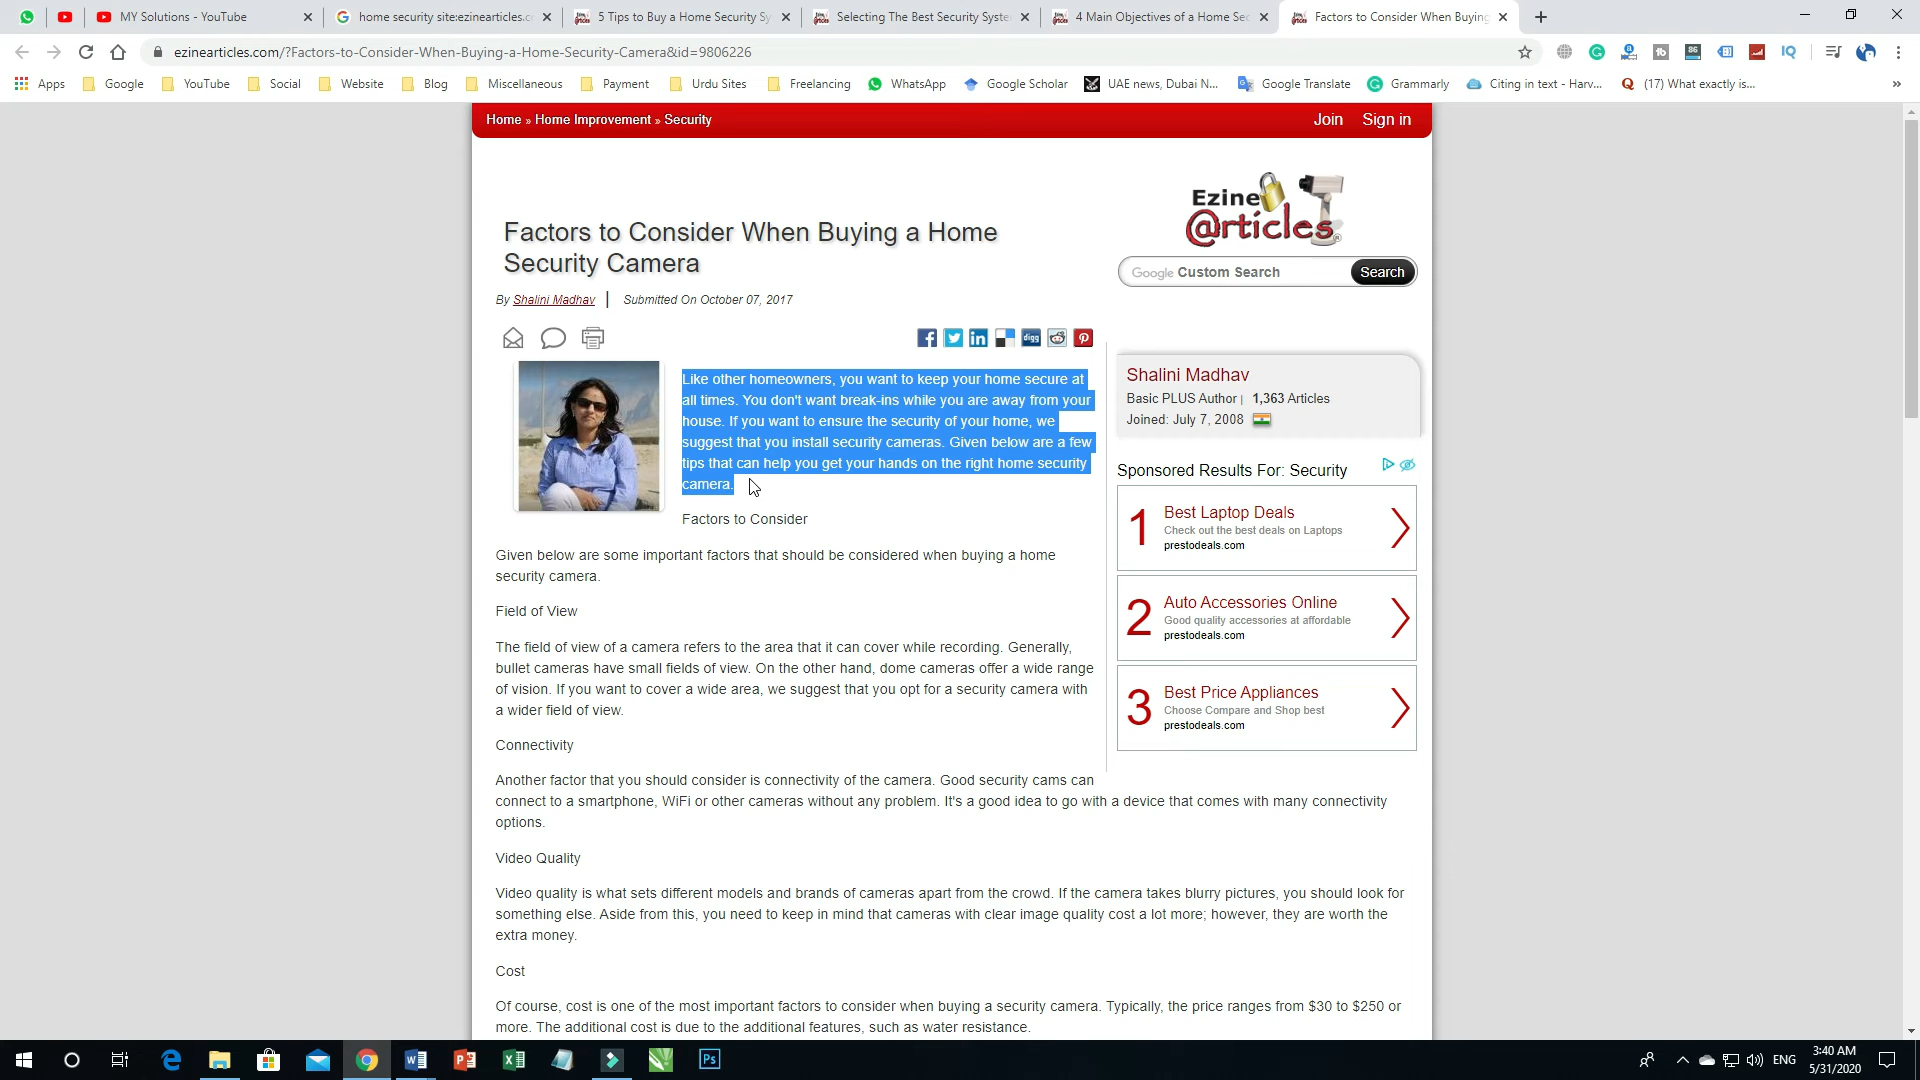 MY Solutions - YouTube
home security site:ezinearticles.c
5 Tips to Buy a Home Security Sy
Selecting The Best Security Syste
4 Main Objectives of a Home Sec
Factors to Consider When Buying
ezinearticles.com/?Factors-to-Consider-When-Buying-a-Home-Security-Camera&id=9806226
Apps Google YouTube Social Website Blog Miscellaneous Payment Urdu Sites Freelancing WhatsApp Google Scholar UAE news, Dubai N... Google Translate Grammarly Citing in text - Harv... (17) What exactly is... »
Home » Home Improvement » Security
Join Sign in
Ezine
@rticles
Factors to Consider When Buying a Home
Security Camera
Google Custom Search Search
By Shalini Madhav | Submitted On October 07, 2017
digg
Like other homeowners, you want to keep your home secure at
all times. You don't want break-ins while you are away from your
house. If you want to ensure the security of your home, we
suggest that you install security cameras. Given below are a few
tips that can help you get your hands on the right home security
camera.
Factors to Consider
Given below are some important factors that should be considered when buying a home
security camera.
Field of View
The field of view of a camera refers to the area that it can cover while recording. Generally,
bullet cameras have small fields of view. On the other hand, dome cameras offer a wide range
of vision. If you want to cover a wide area, we suggest that you opt for a security camera with
a wider field of view.
Connectivity
Another factor that you should consider is connectivity of the camera. Good security cams can
connect to a smartphone, WiFi or other cameras without any problem. It's a good idea to go with a device that comes with many connectivity
options.
Video Quality
Video quality is what sets different models and brands of cameras apart from the crowd. If the camera takes blurry pictures, you should look for
something else. Aside from this, you need to keep in mind that cameras with clear image quality cost a lot more; however, they are worth the
extra money.
Cost
Of course, cost is one of the most important factors to consider when buying a security camera. Typically, the price ranges from $30 to $250 or
more. The additional cost is due to the additional features, such as water resistance.
Shalini Madhav
Basic PLUS Author | 1,363 Articles
Joined: July 7, 2008
Sponsored Results For: Security
1 Best Laptop Deals
Check out the best deals on Laptops
prestodeals.com
2 Auto Accessories Online
Good quality accessories at affordable
prestodeals.com
3 Best Price Appliances
Choose Compare and Shop best
prestodeals.com
ENG
3:40 AM
5/31/2020